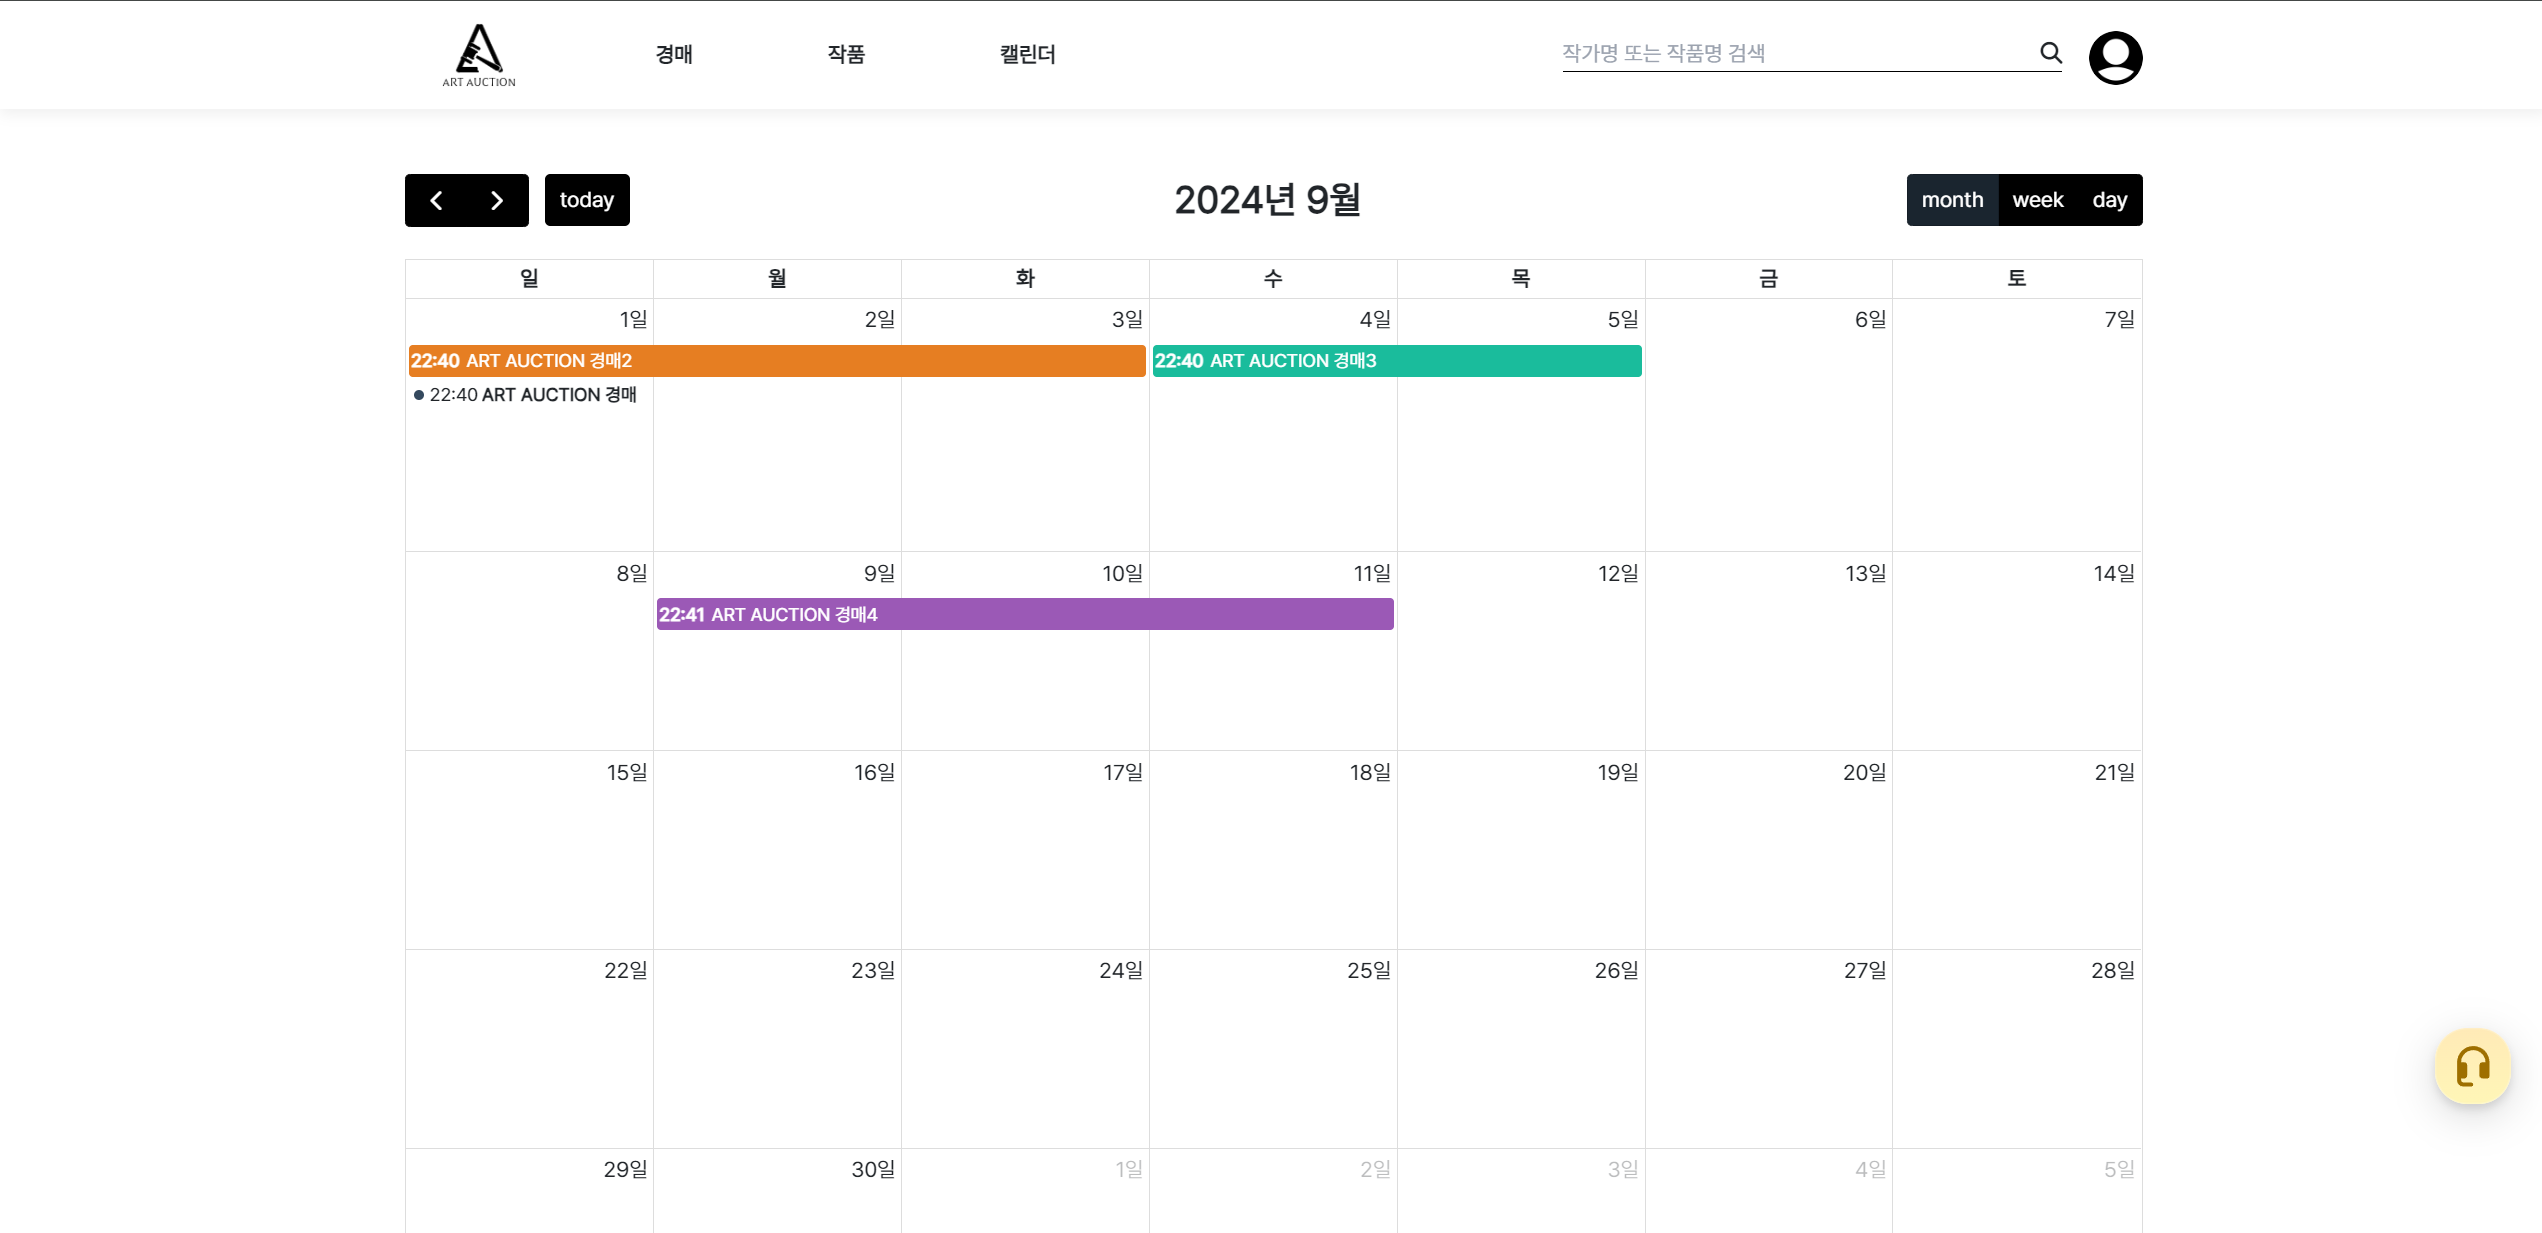 ART AUCTION
경매
작품
캘린더
작가명 또는 작품명 검색
today
2024년 9월
month week day
일 월 화 수 목 금 토
1일 2일 3일 4일 5일 6일 7일
22:40 ART AUCTION 경매2
22:40 ART AUCTION 경매3
22:40 ART AUCTION 경매
8일 9일 10일 11일 12일 13일 14일
22:41 ART AUCTION 경매4
15일 16일 17일 18일 19일 20일 21일
22일 23일 24일 25일 26일 27일 28일
29일 30일 1일 2일 3일 4일 5일